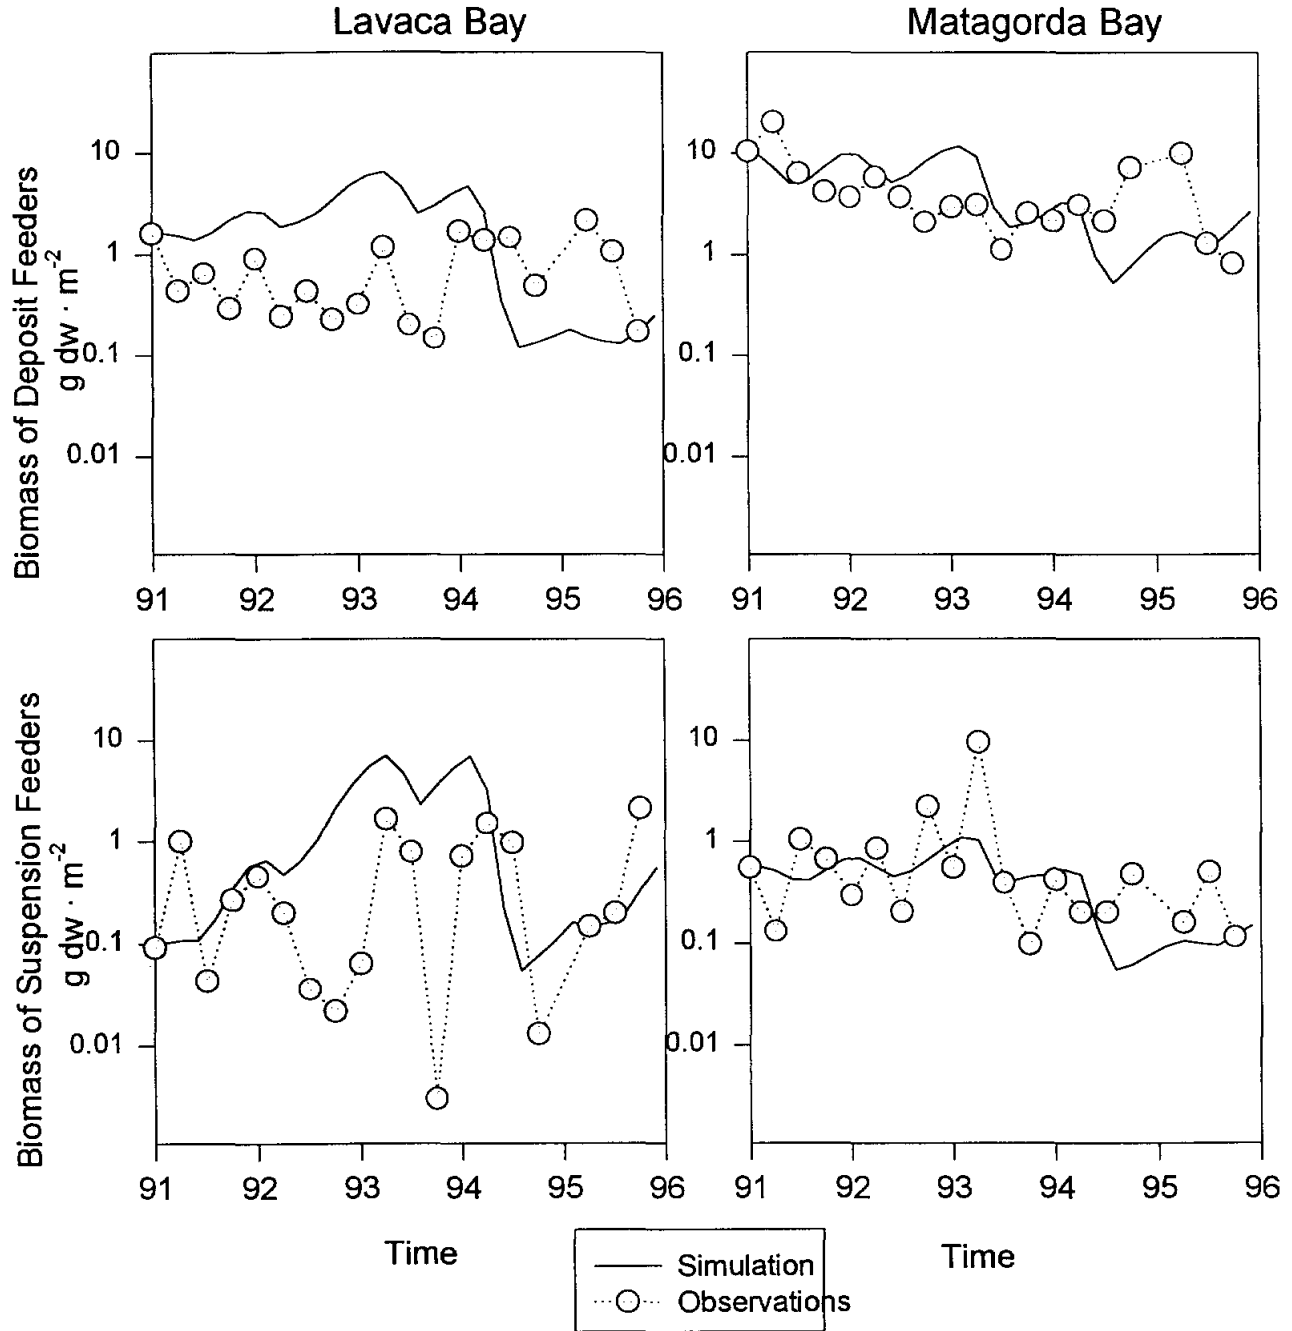 Lavaca Bay
Matagorda Bay
Biomass of Deposit Feeders
g dw · m-2
10
1
0.1
0.01
91 92 93 94 95 96
10
1
0.1
0.01
91 92 93 94 95 96
Biomass of Suspension Feeders
g dw · m-2
10
1
0.1
0.01
91 92 93 94 95 96
Time
10
1
0.1
0.01
91 92 93 94 95 96
Time
Simulation
Observations